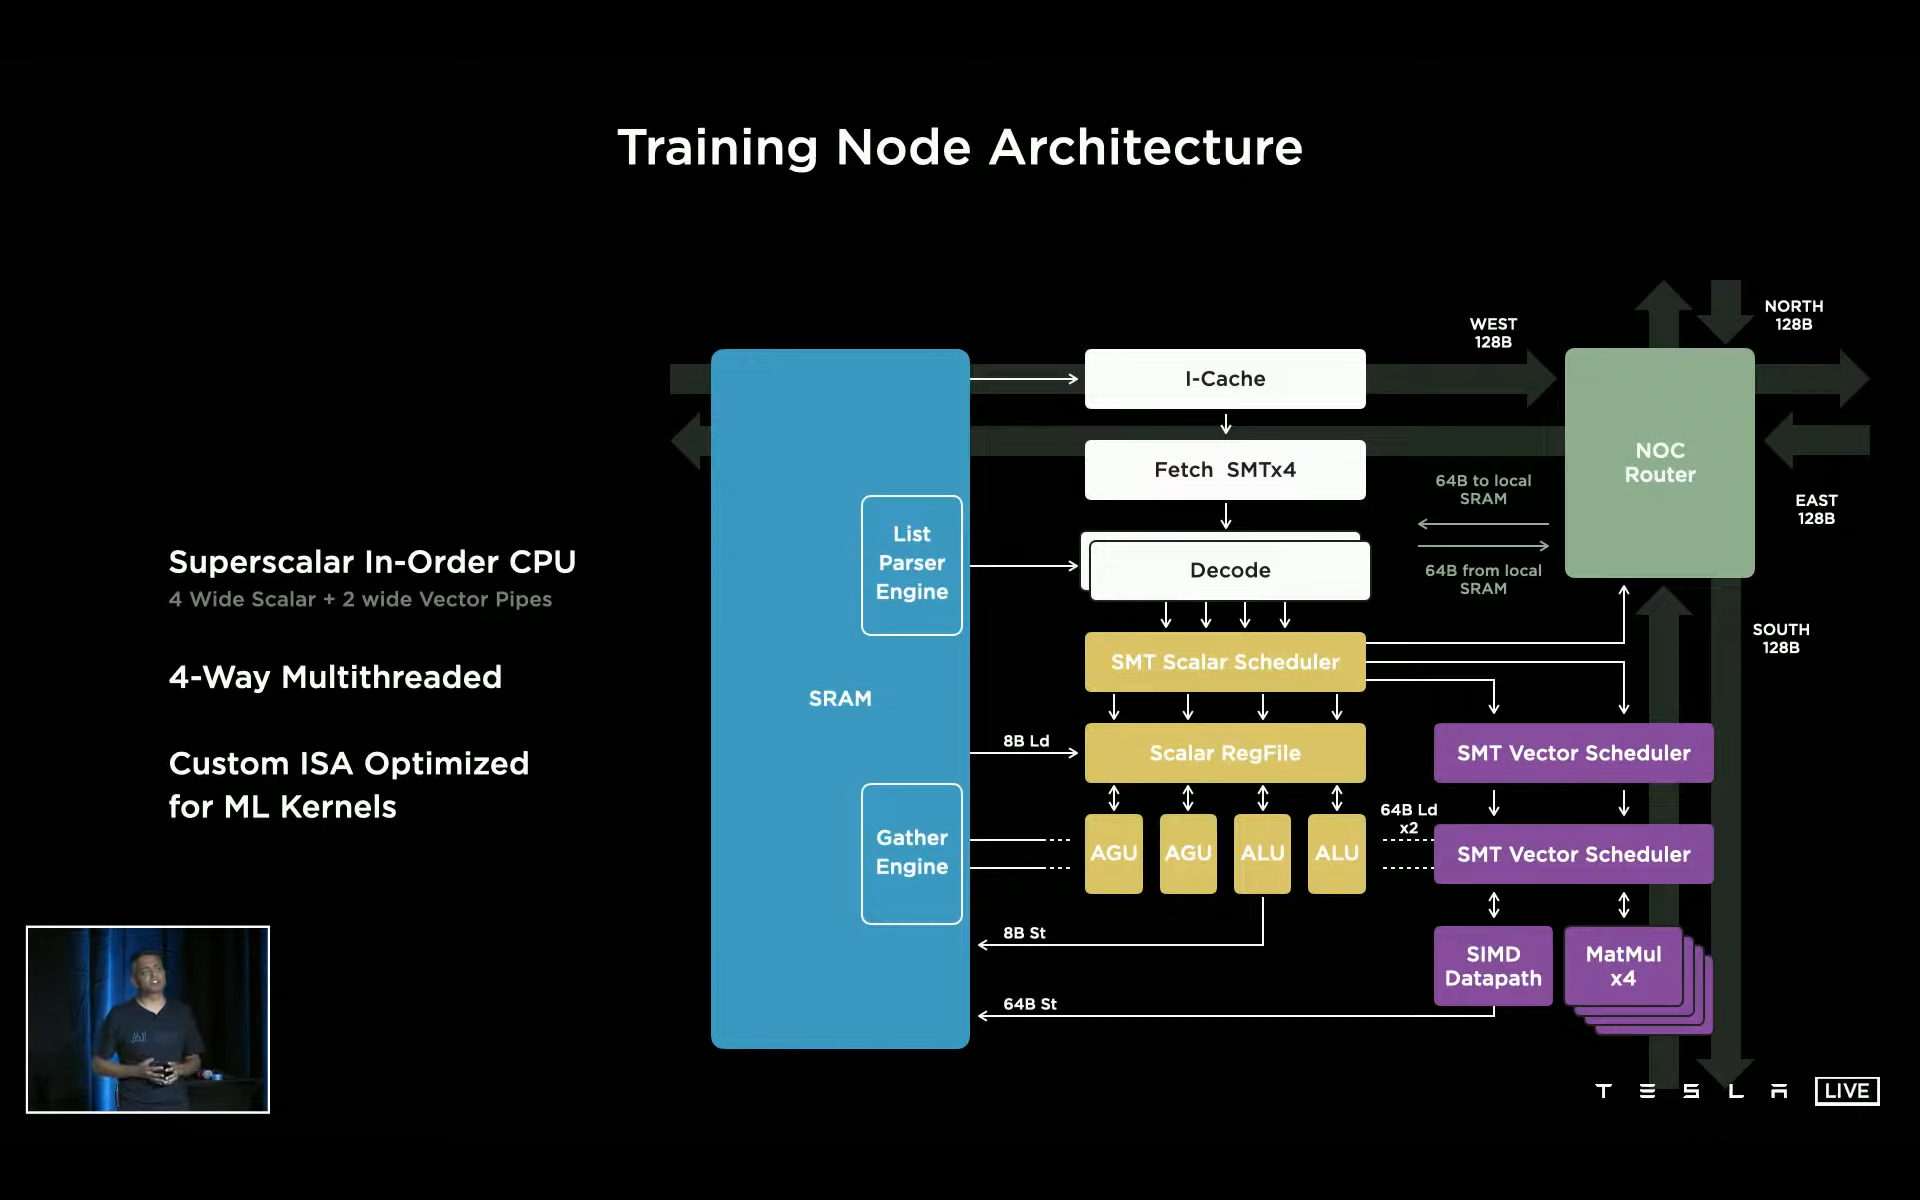 Training Node Architecture
Superscalar In-Order CPU
4 Wide Scalar + 2 wide Vector Pipes
4-Way Multithreaded
Custom ISA Optimized
for ML Kernels
SRAM
List
Parser
Engine
Gather
Engine
I-Cache
Fetch SMTx4
Decode
SMT Scalar Scheduler
8B Ld
Scalar RegFile
AGU
AGU
ALU
ALU
8B St
64B St
64B Ld
x2
WEST
128B
NORTH
128B
NOC
Router
64B to local
SRAM
64B from local
SRAM
EAST
128B
SOUTH
128B
SMT Vector Scheduler
SMT Vector Scheduler
SIMD
Datapath
MatMul
x4
AI
TESLA LIVE